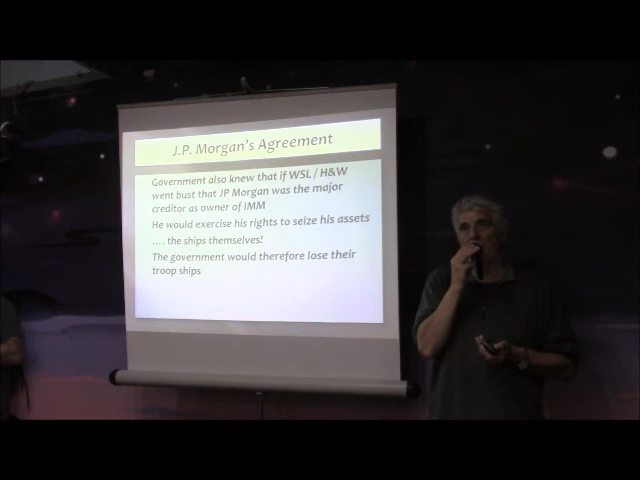 J.P. Morgan's Agreement
Government also knew that if WSL / H&W
went bust that JP Morgan was the major
creditor as owner of IMM
He would exercise his rights to seize his assets
.... the ships themselves!
The government would therefore lose their
troop ships